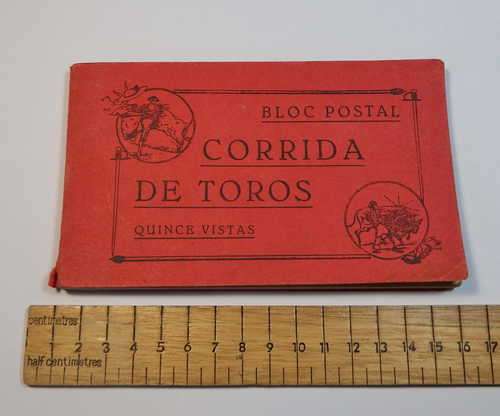 BLOC POSTAL
CORRIDA
DE TOROS
QUINCE VISTAS
centimetres
1 2 3 4 5 6 7 8 9 10 11 12 13 14 15 16 17
half centimetres